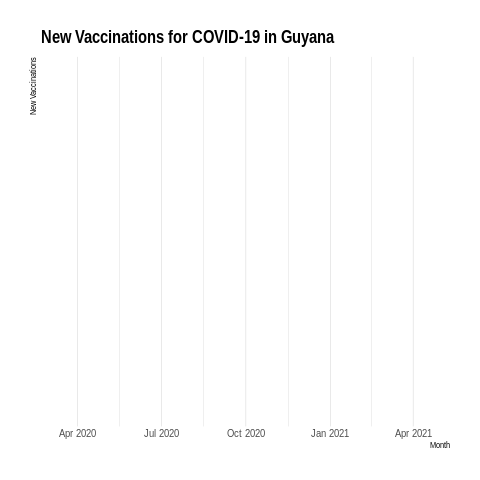 New Vaccinations for COVID-19 in Guyana
New Vaccinations
Apr 2020 Jul 2020 Oct 2020 Jan 2021 Apr 2021
Month